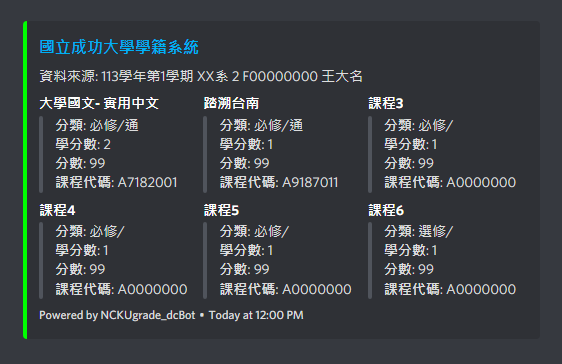 國立成功大學學籍系統
資料來源: 113學年第1學期 XX系 2 F00000000 王大名
大學國文- 實用中文
分類: 必修/通
學分數: 2
分數: 99
課程代碼: A7182001
踏溯台南
分類: 必修/通
學分數: 1
分數: 99
課程代碼: A9187011
課程3
分類: 必修/
學分數: 1
分數: 99
課程代碼: A0000000
課程4
分類: 必修/
學分數: 1
分數: 99
課程代碼: A0000000
課程5
分類: 必修/
學分數: 1
分數: 99
課程代碼: A0000000
課程6
分類: 選修/
學分數: 1
分數: 99
課程代碼: A0000000
Powered by NCKUgrade_dcBot • Today at 12:00 PM